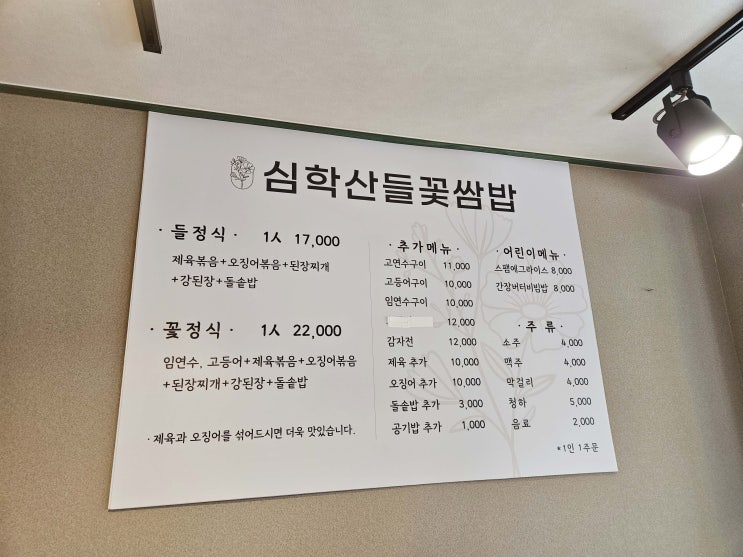 심학산들꽃쌈밥
· 들정식 · 1人 17,000
제육볶음+오징어볶음+된장찌개
+강된장+돌솥밥
· 꽃정식 · 1人 22,000
임연수, 고등어+제육볶음+오징어볶음
+된장찌개+강된장+돌솥밥
· 제육과 오징어를 섞어드시면 더욱 맛있습니다.
· 추가메뉴 ·
고연수구이 11,000
고등어구이 10,000
임연수구이 10,000
12,000
감자전 12,000
제육 추가 10,000
오징어 추가 10,000
돌솥밥 추가 3,000
공기밥 추가 1,000
· 어린이메뉴 ·
스팸에그라이스 8,000
간장버터비빔밥 8,000
· 주 류 ·
소주 4,000
맥주 4,000
막걸리 4,000
청하 5,000
음료 2,000
*1인 1주문